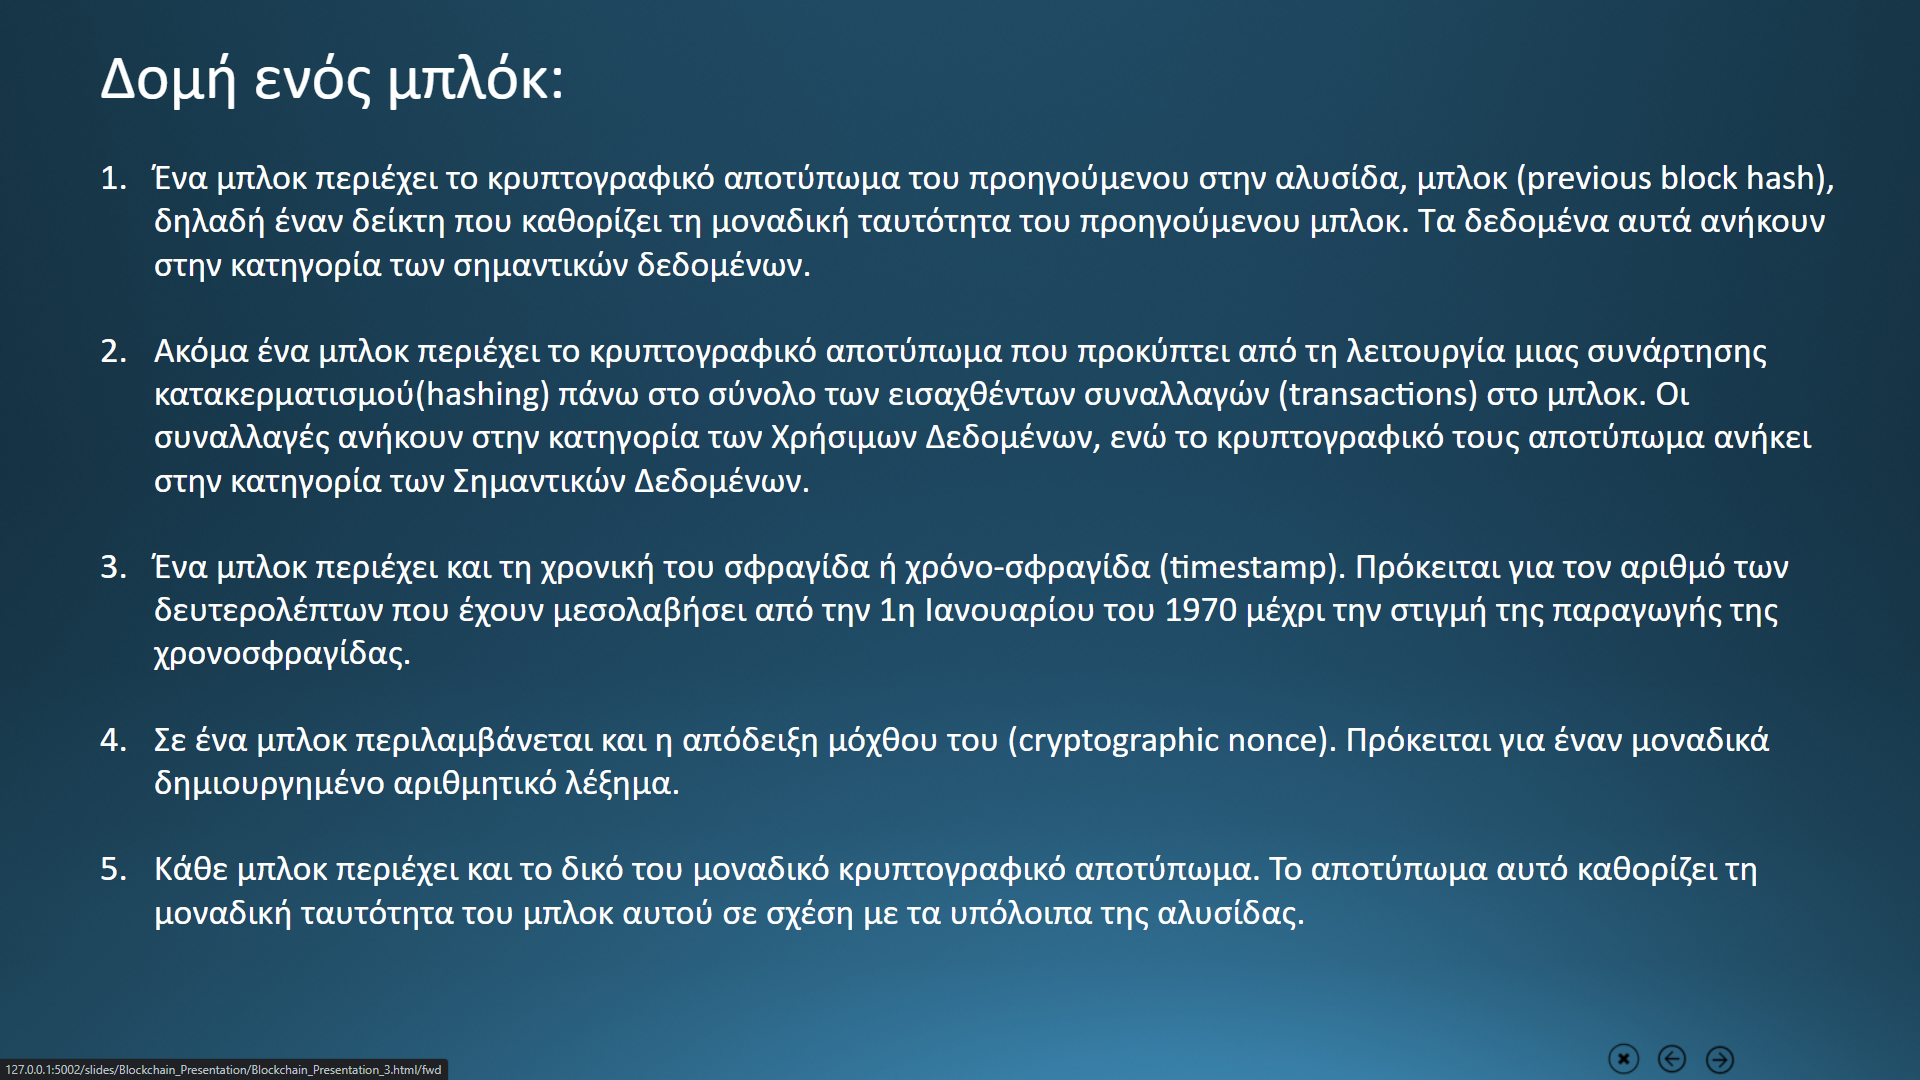 Δομή ενός μπλόκ:
1. Ένα μπλοκ περιέχει το κρυπτογραφικό αποτύπωμα του προηγούμενου στην αλυσίδα, μπλοκ (previous block hash),
δηλαδή έναν δείκτη που καθορίζει τη μοναδική ταυτότητα του προηγούμενου μπλοκ. Τα δεδομένα αυτά ανήκουν
στην κατηγορία των σημαντικών δεδομένων.
2. Ακόμα ένα μπλοκ περιέχει το κρυπτογραφικό αποτύπωμα που προκύπτει από τη λειτουργία μιας συνάρτησης
κατακερματισμού(hashing) πάνω στο σύνολο των εισαχθέντων συναλλαγών (transactions) στο μπλοκ. Οι
συναλλαγές ανήκουν στην κατηγορία των Χρήσιμων Δεδομένων, ενώ το κρυπτογραφικό τους αποτύπωμα ανήκει
στην κατηγορία των Σημαντικών Δεδομένων.
3. Ένα μπλοκ περιέχει και τη χρονική του σφραγίδα ή χρόνο-σφραγίδα (timestamp). Πρόκειται για τον αριθμό των
δευτερολέπτων που έχουν μεσολαβήσει από την 1η Ιανουαρίου του 1970 μέχρι την στιγμή της παραγωγής της
χρονοσφραγίδας.
4. Σε ένα μπλοκ περιλαμβάνεται και η απόδειξη μόχθου του (cryptographic nonce). Πρόκειται για έναν μοναδικά
δημιουργημένο αριθμητικό λέξημα.
5. Κάθε μπλοκ περιέχει και το δικό του μοναδικό κρυπτογραφικό αποτύπωμα. Το αποτύπωμα αυτό καθορίζει τη
μοναδική ταυτότητα του μπλοκ αυτού σε σχέση με τα υπόλοιπα της αλυσίδας.
127.0.0.1:5002/slides/Blockchain_Presentation/Blockchain_Presentation_3.html/fwd